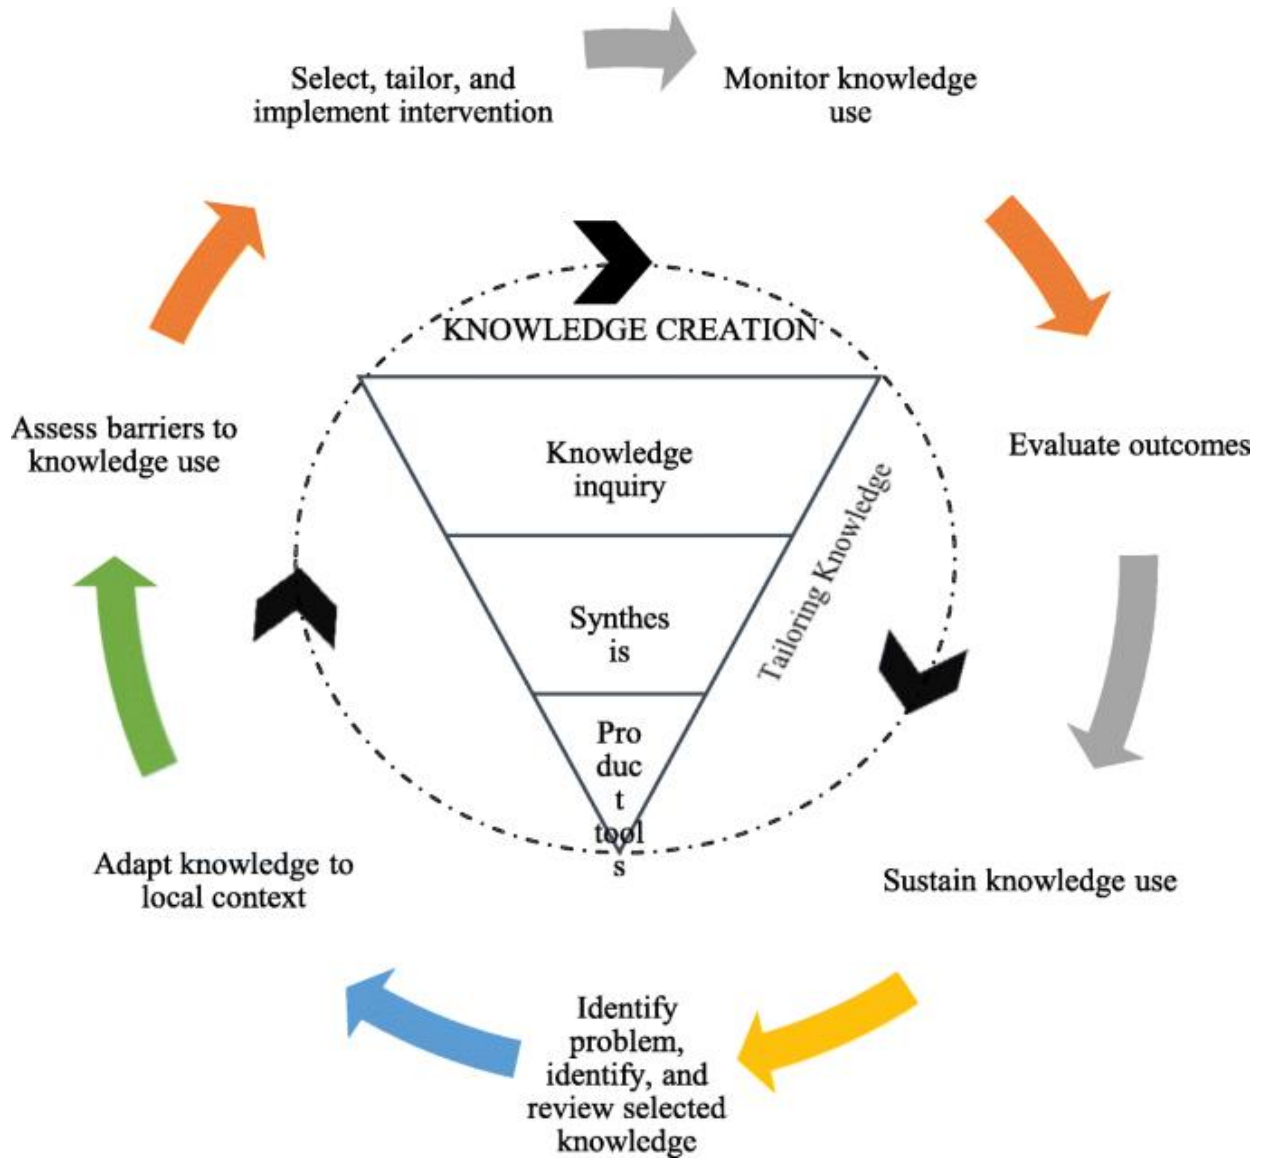 Select, tailor, and
implement intervention
Monitor knowledge
use
KNOWLEDGE CREATION
Assess barriers to
knowledge use
Evaluate outcomes
Knowledge
inquiry
Tailoring Knowledge
Synthes
is
Pro
duc
t
tool
s
Adapt knowledge to
local context
Sustain knowledge use
Identify
problem,
identify, and
review selected
knowledge